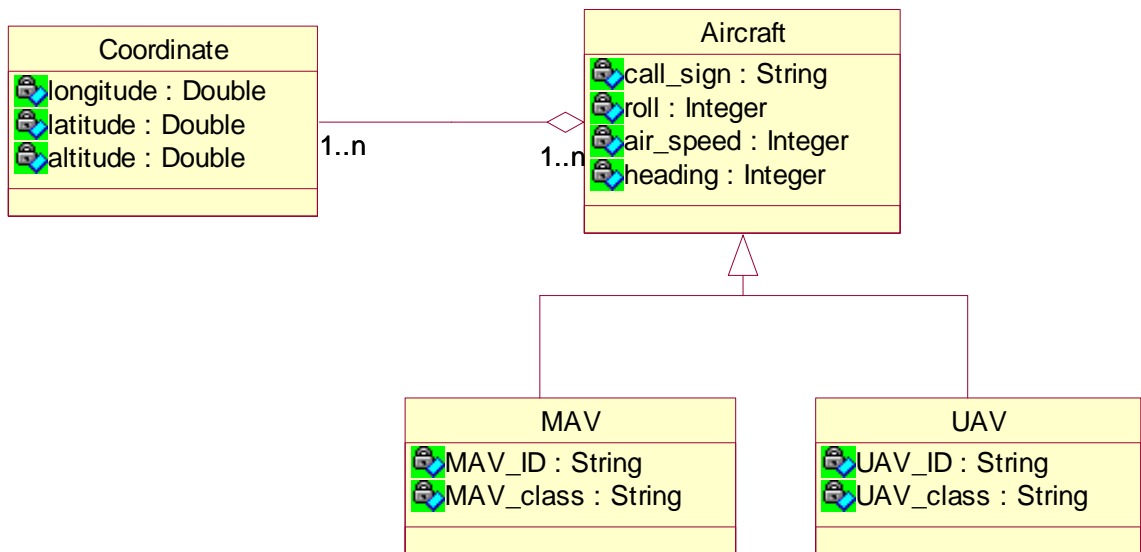 Coordinate
longitude : Double
latitude : Double
altitude : Double
1..n
1..n
Aircraft
call_sign : String
roll : Integer
air_speed : Integer
heading : Integer
MAV
MAV_ID : String
MAV_class : String
UAV
UAV_ID : String
UAV_class : String